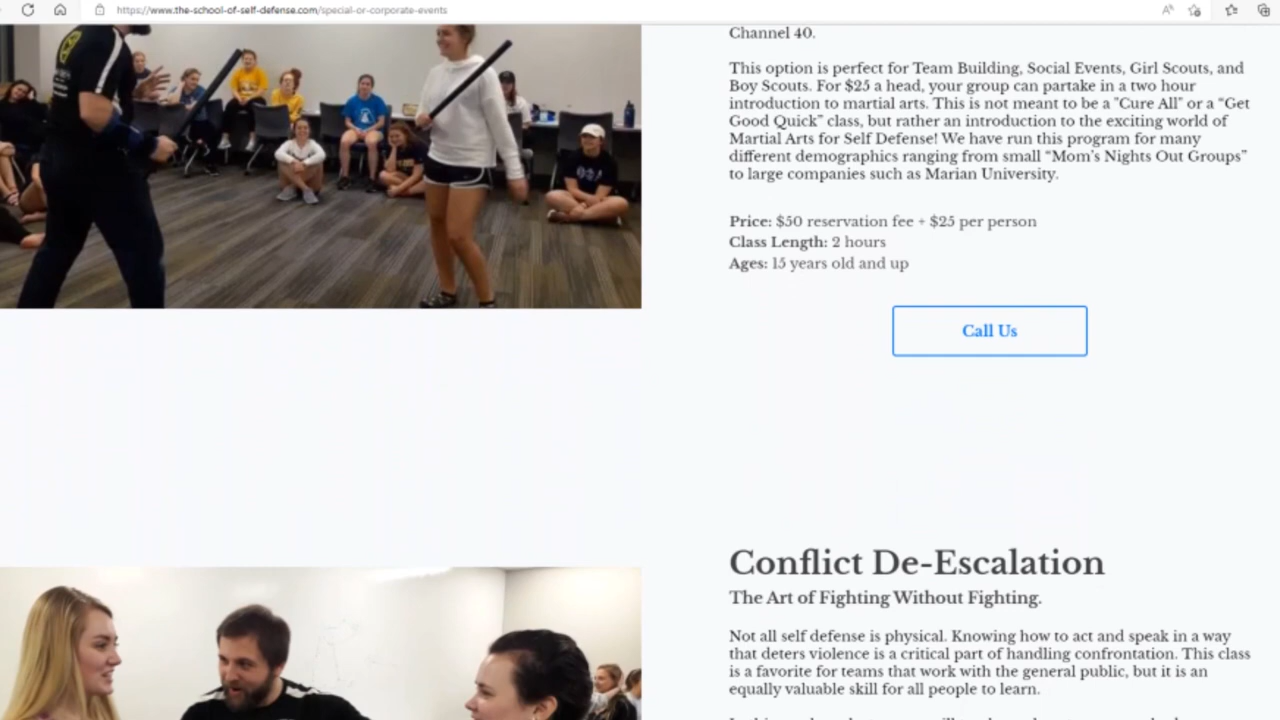 https://www.the-school-of-self-defense.com/special-or-corporate-events
Channel 40.
This option is perfect for Team Building, Social Events, Girl Scouts, and
Boy Scouts. For $25 a head, your group can partake in a two hour
introduction to martial arts. This is not meant to be a "Cure All" or a “Get
Good Quick” class, but rather an introduction to the exciting world of
Martial Arts for Self Defense! We have run this program for many
different demographics ranging from small “Mom’s Nights Out Groups”
to large companies such as Marian University.
Price: $50 reservation fee + $25 per person
Class Length: 2 hours
Ages: 15 years old and up
Call Us
Conflict De-Escalation
The Art of Fighting Without Fighting.
Not all self defense is physical. Knowing how to act and speak in a way
that deters violence is a critical part of handling confrontation. This class
is a favorite for teams that work with the general public, but it is an
equally valuable skill for all people to learn.